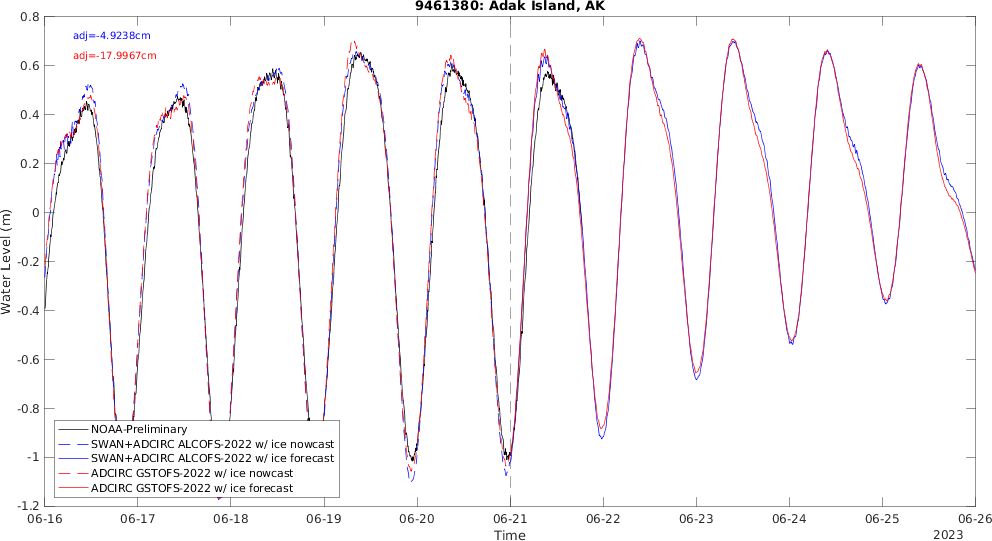 9461380: Adak Island, AK
adj=-4.9238cm
adj=-17.9967cm
0.8
0.6
0.4
0.2
0
-0.2
-0.4
-0.6
-0.8
-1
-1.2
Water Level (m)
NOAA-Preliminary
SWAN+ADCIRC ALCOFS-2022 w/ ice nowcast
SWAN+ADCIRC ALCOFS-2022 w/ ice forecast
ADCIRC GSTOFS-2022 w/ ice nowcast
ADCIRC GSTOFS-2022 w/ ice forecast
06-16 06-17 06-18 06-19 06-20 06-21 06-22 06-23 06-24 06-25 06-26
Time
2023